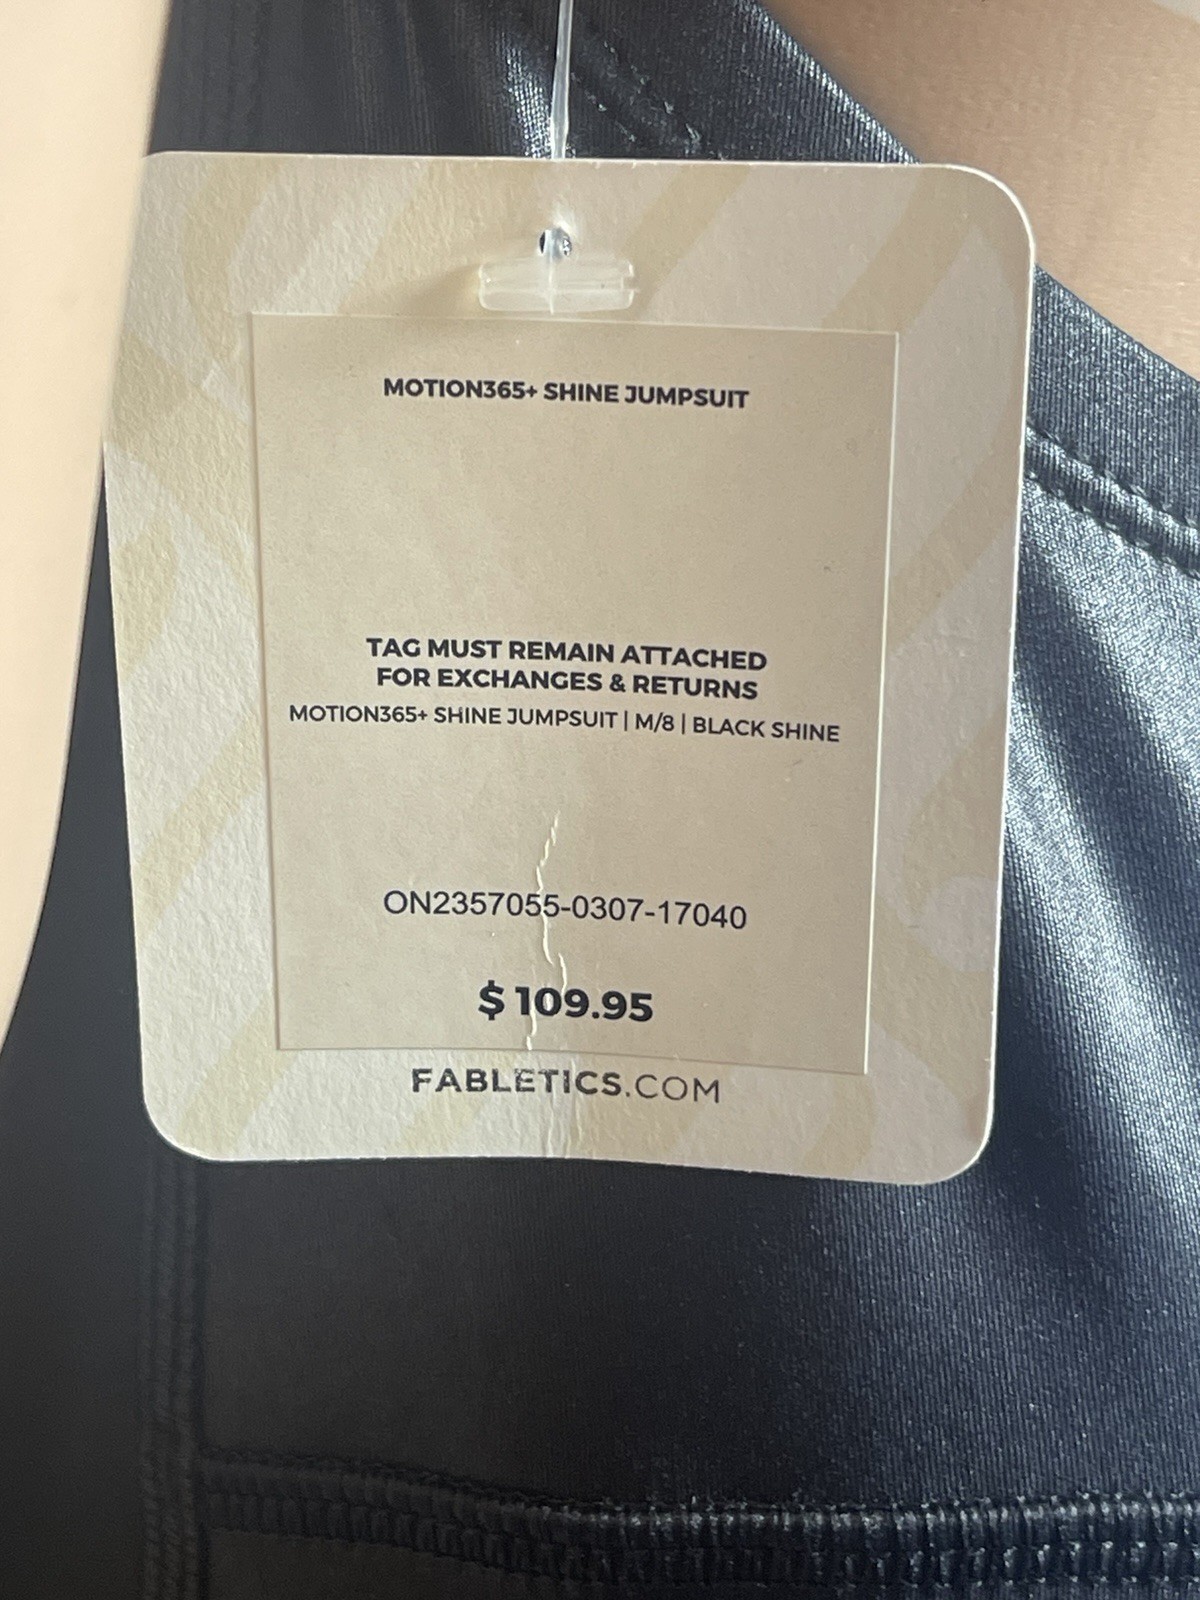 MOTION365+ SHINE JUMPSUIT
TAG MUST REMAIN ATTACHED
FOR EXCHANGES & RETURNS
MOTION365+ SHINE JUMPSUIT | M/8 | BLACK SHINE
ON2357055-0307-17040
$ 109.95
FABLETICS.COM